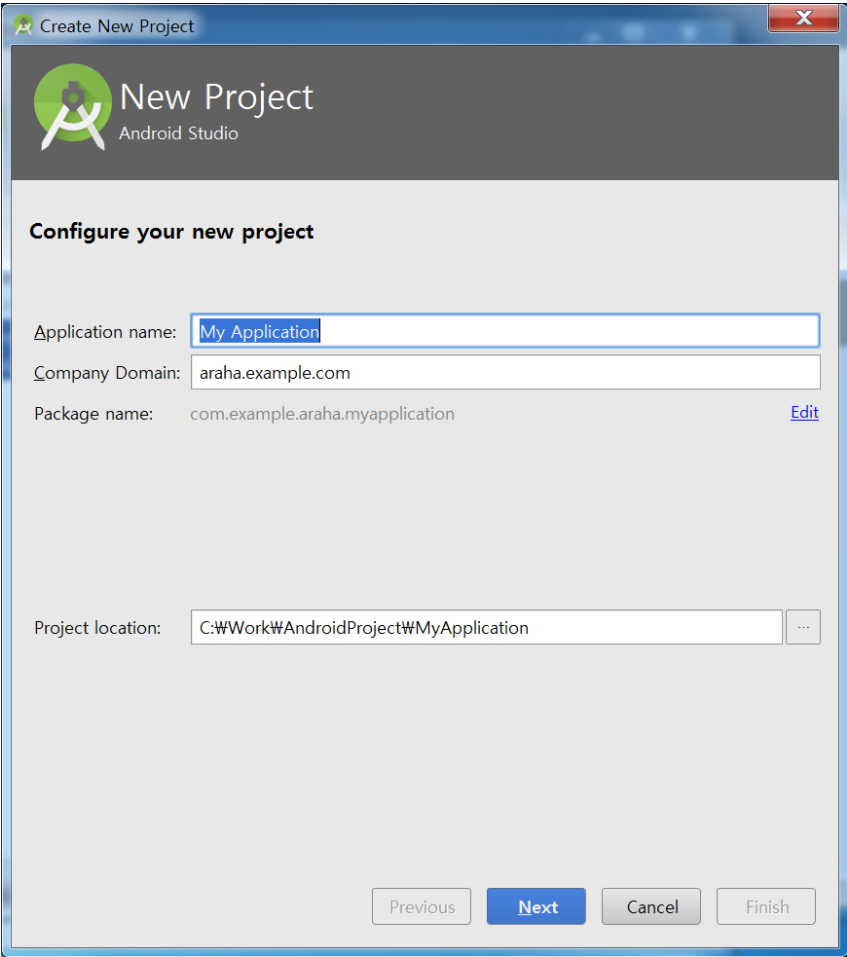 Create New Project
New Project
Android Studio
Configure your new project
Application name: My Application
Company Domain: araha.example.com
Package name: com.example.araha.myapplication Edit
Project location: C:₩Work₩AndroidProject₩MyApplication ...
Previous Next Cancel Finish